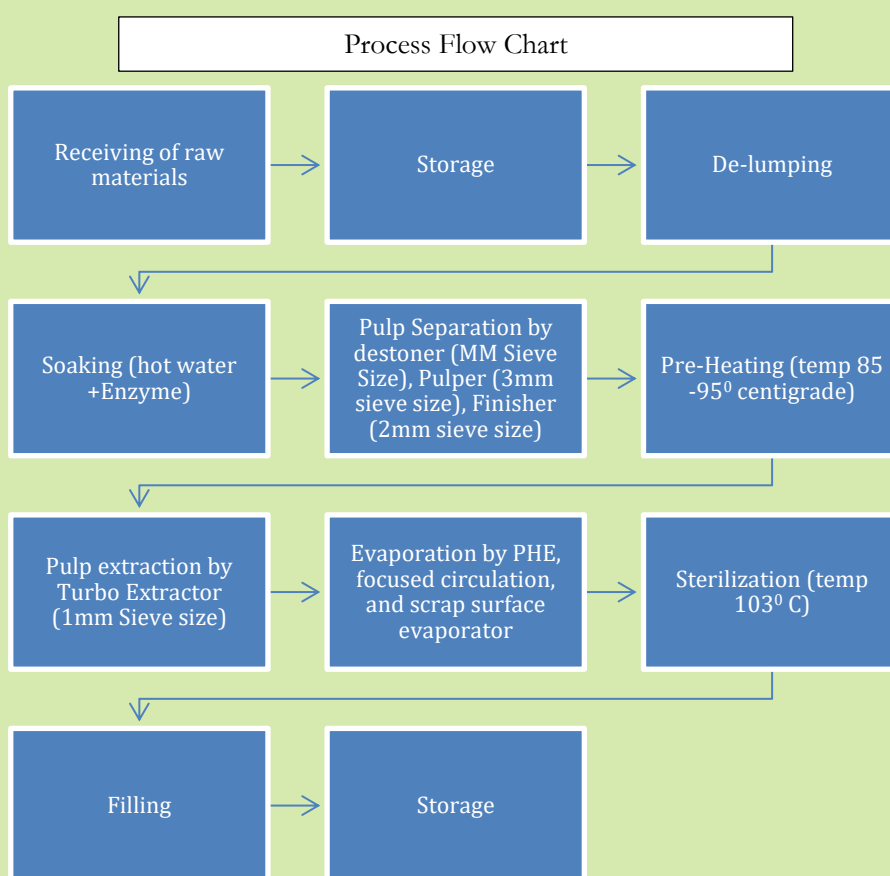 Process Flow Chart
Receiving of raw
materials
Storage
De-lumping
Soaking (hot water
+Enzyme)
Pulp Separation by
destoner (MM Sieve
Size), Pulper (3mm
sieve size), Finisher
(2mm sieve size)
Pre-Heating (temp 85
-95⁰ centigrade)
Pulp extraction by
Turbo Extractor
(1mm Sieve size)
Evaporation by PHE,
focused circulation,
and scrap surface
evaporator
Sterilization (temp
103⁰ C)
Filling
Storage